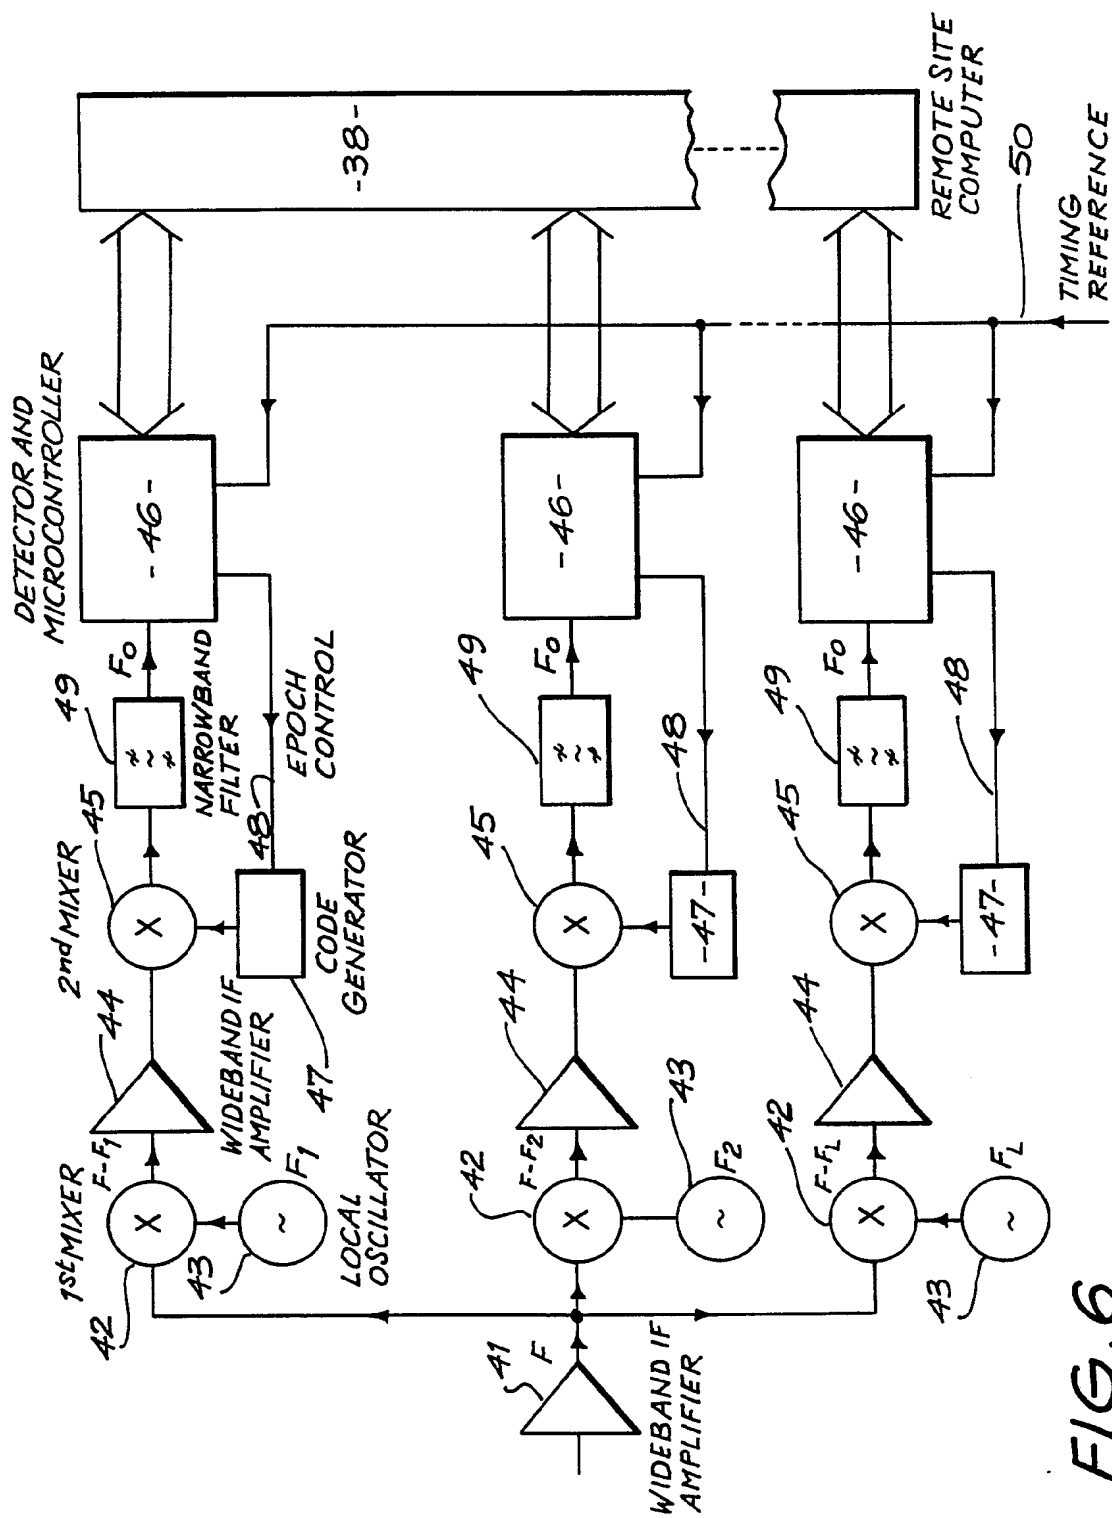 1st MIXER
42
43
F-F1
F1
LOCAL
OSCILLATOR
44
WIDEBAND IF
AMPLIFIER
47
2nd MIXER
45
CODE
GENERATOR
49
NARROWBAND
FILTER
48
EPOCH
CONTROL
F0
DETECTOR AND
MICROCONTROLLER
-46-
-38-
41
F
WIDEBAND IF
AMPLIFIER
42
F-F2
43
F2
44
45
-47-
48
49
F0
-46-
42
F-FL
43
FL
44
45
-47-
48
49
F0
-46-
REMOTE SITE
COMPUTER
50
TIMING
REFERENCE
FIG. 6
X
~
X
≁
~
≁
X
~
X
≁
~
≁
X
~
X
≁
~
≁